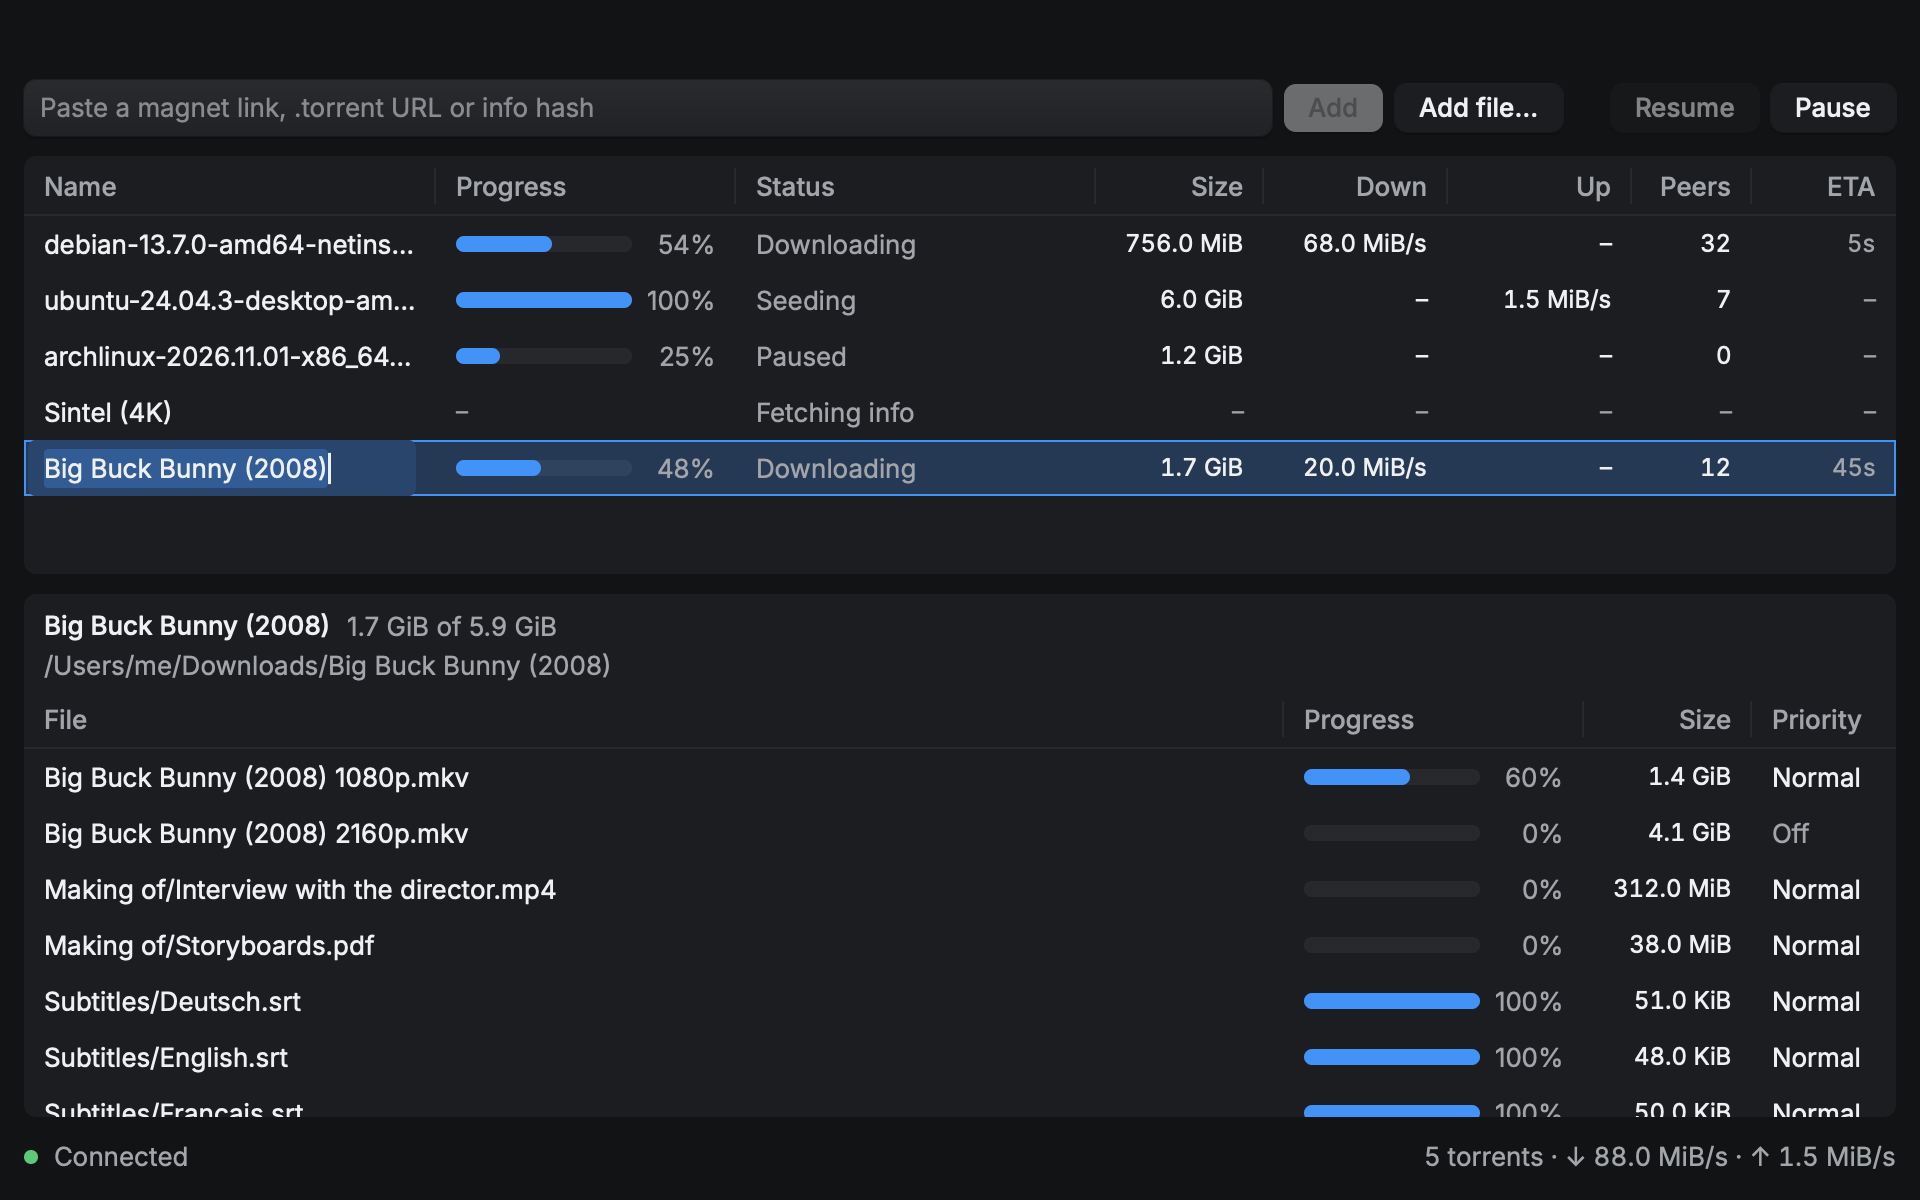 Paste a magnet link, .torrent URL or info hash Add Add file... Resume Pause
Name Progress Status Size Down Up Peers ETA
debian-13.7.0-amd64-netins... 54% Downloading 756.0 MiB 68.0 MiB/s – 32 5s
ubuntu-24.04.3-desktop-am... 100% Seeding 6.0 GiB – 1.5 MiB/s 7 –
archlinux-2026.11.01-x86_64... 25% Paused 1.2 GiB – – 0 –
Sintel (4K) – Fetching info – – – – –
Big Buck Bunny (2008) 48% Downloading 1.7 GiB 20.0 MiB/s – 12 45s
Big Buck Bunny (2008) 1.7 GiB of 5.9 GiB
/Users/me/Downloads/Big Buck Bunny (2008)
File Progress Size Priority
Big Buck Bunny (2008) 1080p.mkv 60% 1.4 GiB Normal
Big Buck Bunny (2008) 2160p.mkv 0% 4.1 GiB Off
Making of/Interview with the director.mp4 0% 312.0 MiB Normal
Making of/Storyboards.pdf 0% 38.0 MiB Normal
Subtitles/Deutsch.srt 100% 51.0 KiB Normal
Subtitles/English.srt 100% 48.0 KiB Normal
Subtitles/Français.srt 100% 50.0 KiB Normal
Connected 5 torrents · ↓ 88.0 MiB/s · ↑ 1.5 MiB/s